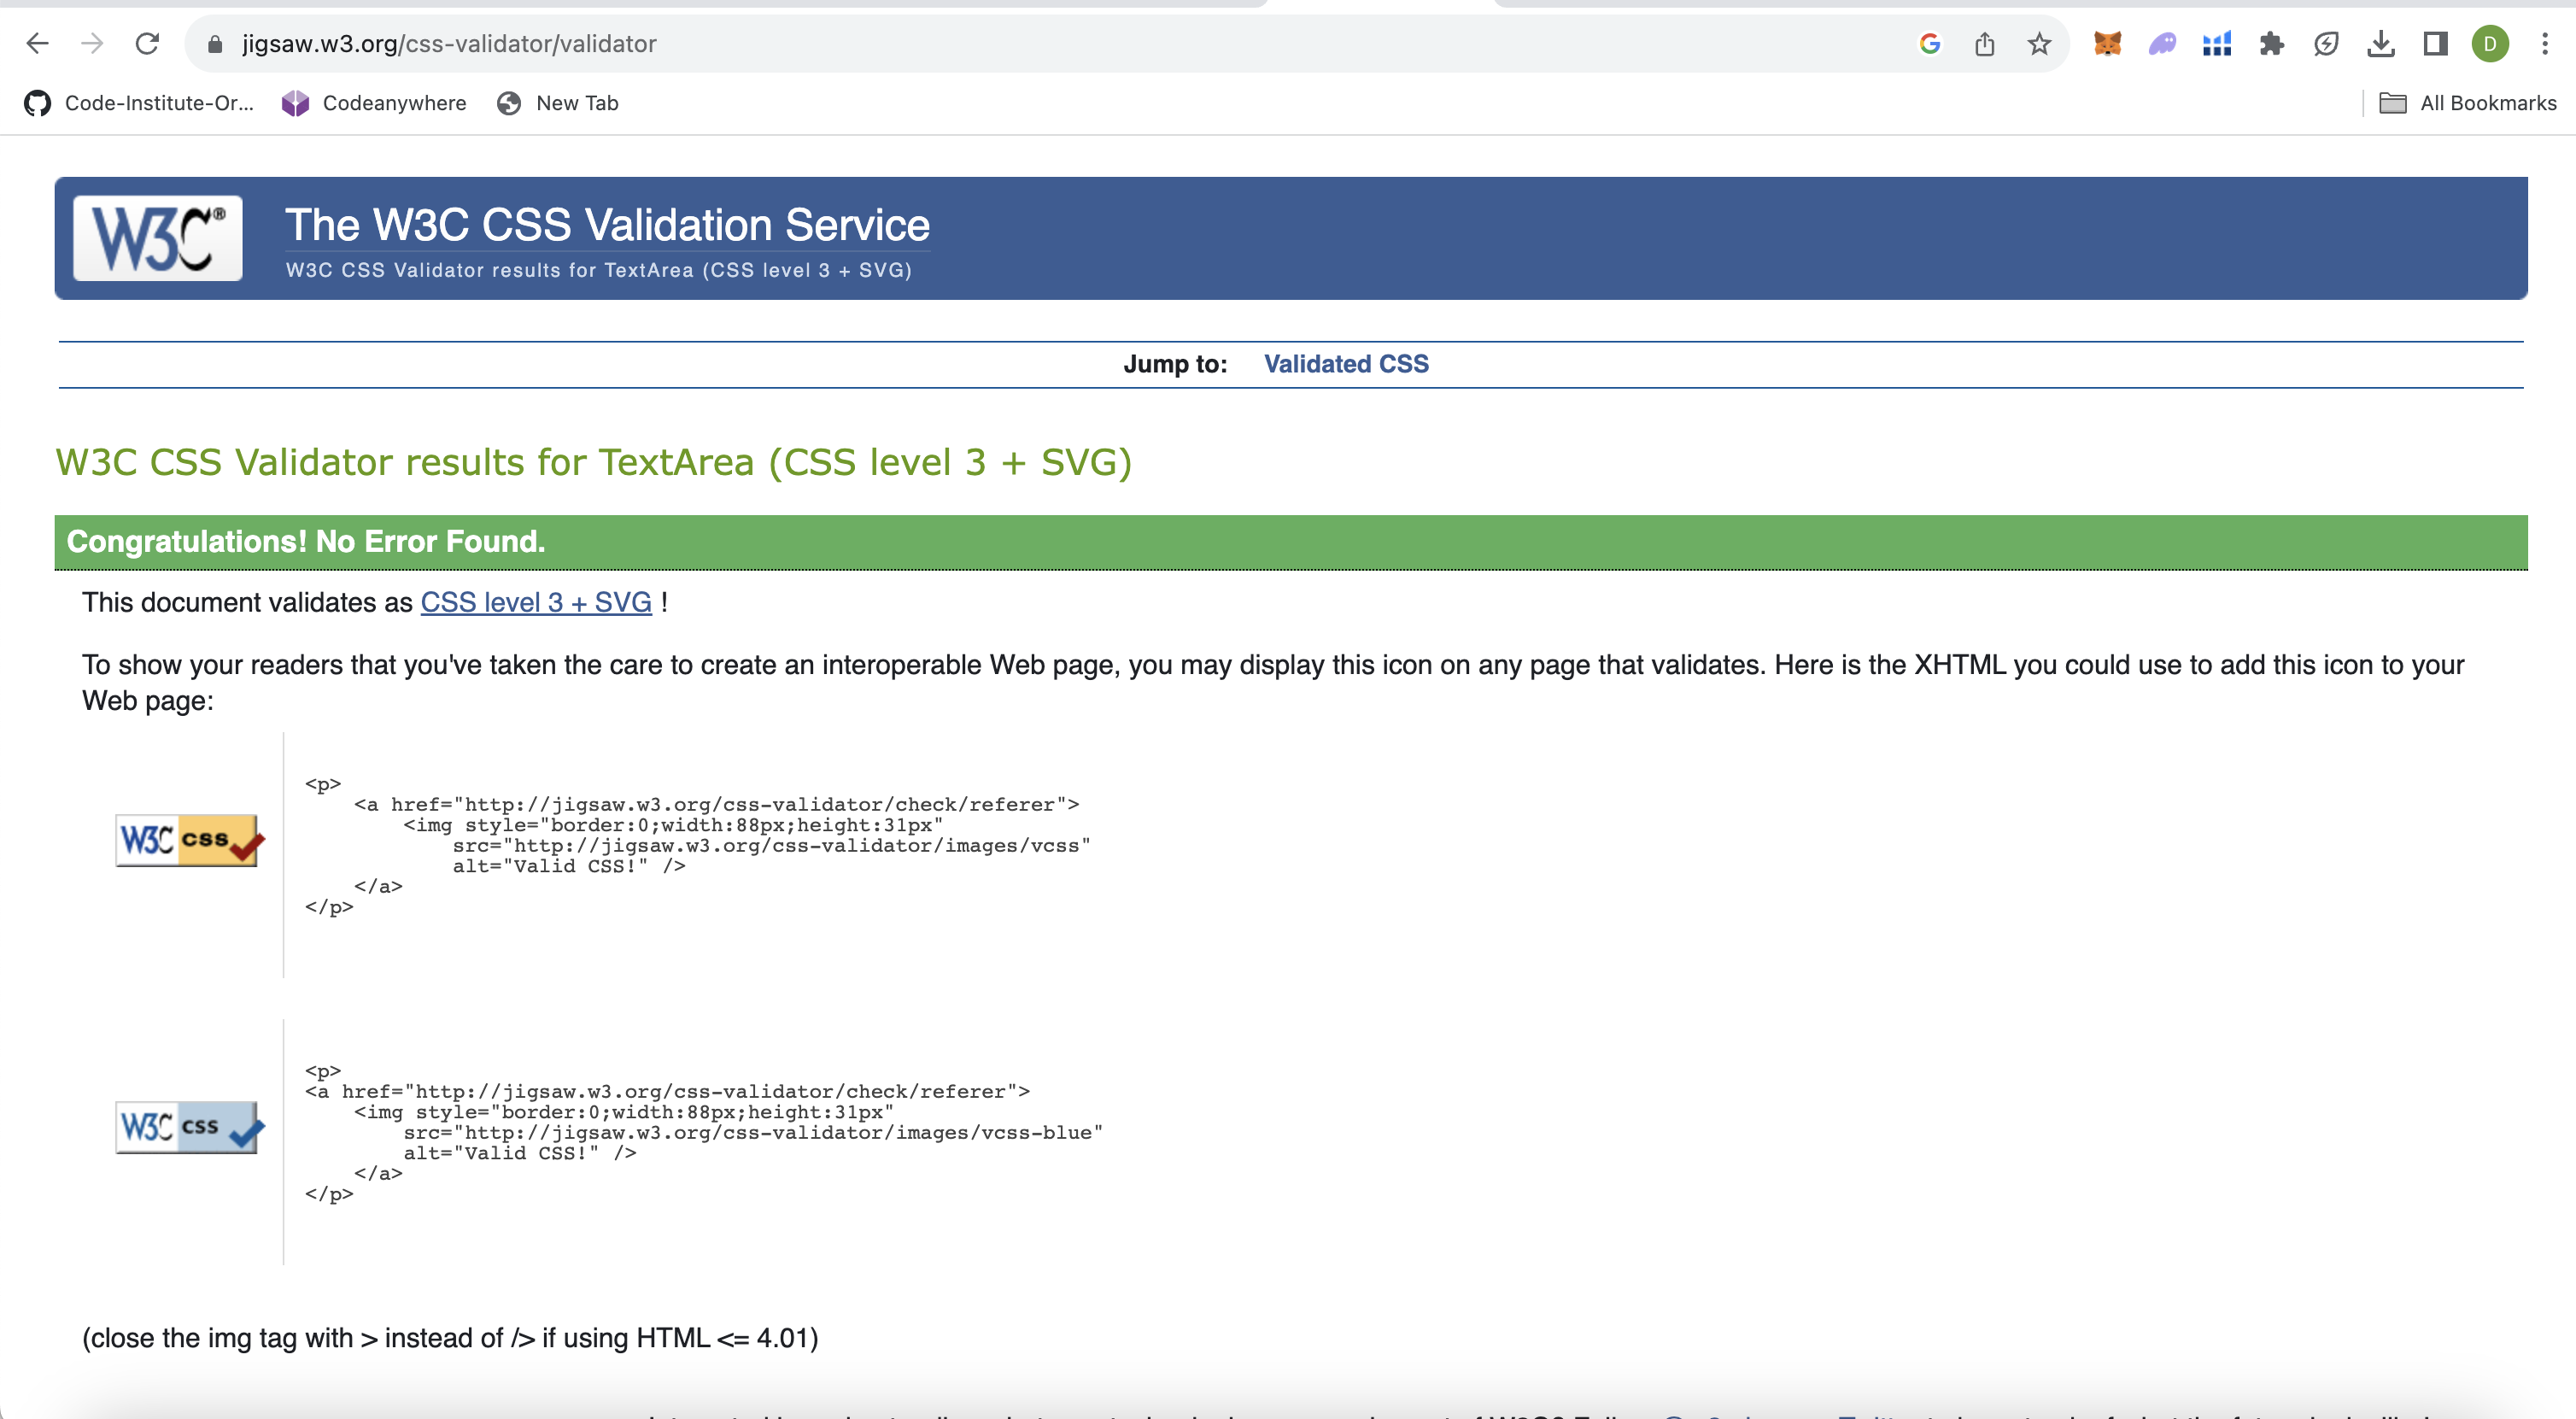 jigsaw.w3.org/css-validator/validator
D
Code-Institute-Or...
Codeanywhere
New Tab
All Bookmarks
W3C®
The W3C CSS Validation Service
W3C CSS Validator results for TextArea (CSS level 3 + SVG)
Jump to: Validated CSS
W3C CSS Validator results for TextArea (CSS level 3 + SVG)
Congratulations! No Error Found.
This document validates as CSS level 3 + SVG !
To show your readers that you've taken the care to create an interoperable Web page, you may display this icon on any page that validates. Here is the XHTML you could use to add this icon to your
Web page:
W3C css
<p>
<a href="http://jigsaw.w3.org/css-validator/check/referer">
<img style="border:0;width:88px;height:31px"
src="http://jigsaw.w3.org/css-validator/images/vcss"
alt="Valid CSS!" />
</a>
</p>
W3C css
<p>
<a href="http://jigsaw.w3.org/css-validator/check/referer">
<img style="border:0;width:88px;height:31px"
src="http://jigsaw.w3.org/css-validator/images/vcss-blue"
alt="Valid CSS!" />
</a>
</p>
(close the img tag with > instead of /> if using HTML <= 4.01)